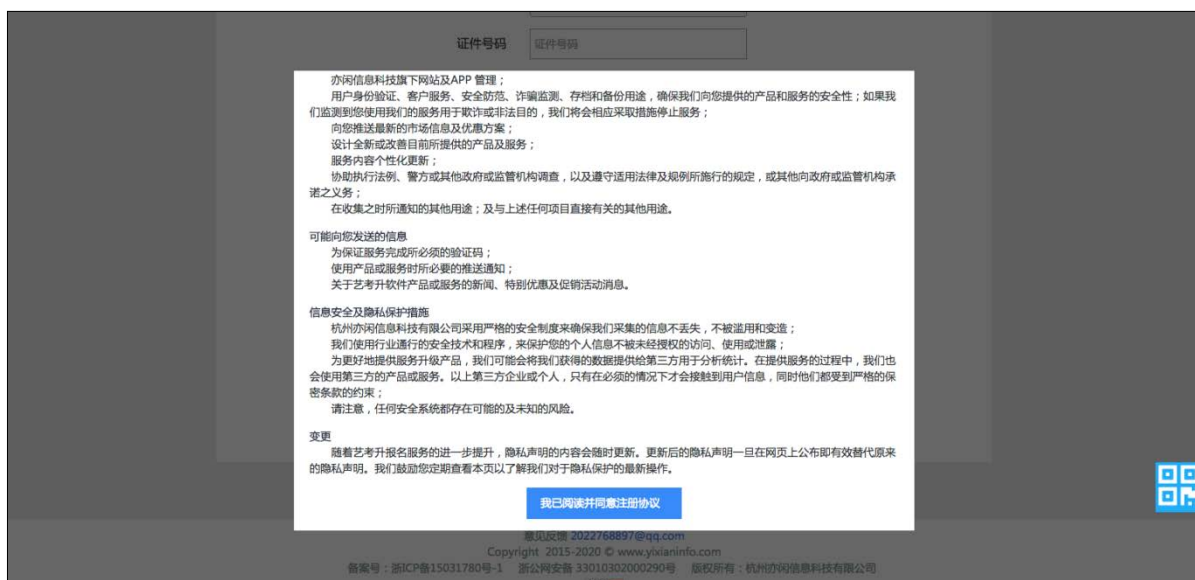 证件号码 证件号码
亦闲信息科技旗下网站及APP 管理；
用户身份验证、客户服务、安全防范、诈骗监测、存档和备份用途，确保我们向您提供的产品和服务的安全性；如果我
们监测到您使用我们的服务用于欺诈或非法目的，我们将会相应采取措施停止服务；
向您推送最新的市场信息及优惠方案；
设计全新或改善目前所提供的产品及服务；
服务内容个性化更新；
协助执行法例、警方或其他政府或监管机构调查，以及遵守适用法律及规例所施行的规定，或其他向政府或监管机构承
诺之义务；
在收集之时所通知的其他用途；及与上述任何项目直接有关的其他用途。
可能向您发送的信息
为保证服务完成所必须的验证码；
使用产品或服务时所必要的推送通知；
关于艺考升软件产品或服务的新闻、特别优惠及促销活动消息。
信息安全及隐私保护措施
杭州亦闲信息科技有限公司采用严格的安全制度来确保我们采集的信息不丢失，不被滥用和变造；
我们使用行业通行的安全技术和程序，来保护您的个人信息不被未经授权的访问、使用或泄露；
为更好地提供服务升级产品，我们可能会将我们获得的数据提供给第三方用于分析统计。在提供服务的过程中，我们也
会使用第三方的产品或服务。以上第三方企业或个人，只有在必须的情况下才会接触到用户信息，同时他们都受到严格的保
密条款的约束；
请注意，任何安全系统都存在可能的及未知的风险。
变更
随着艺考升报名服务的进一步提升，隐私声明的内容会随时更新。更新后的隐私声明一旦在网页上公布即有效替代原来
的隐私声明。我们鼓励您定期查看本页以了解我们对于隐私保护的最新操作。
我已阅读并同意注册协议
意见反馈 2022768897@qq.com
Copyright 2015-2020 © www.yixianinfo.com
备案号：浙ICP备15031780号-1 浙公网安备 33010302000290号 版权所有：杭州亦闲信息科技有限公司